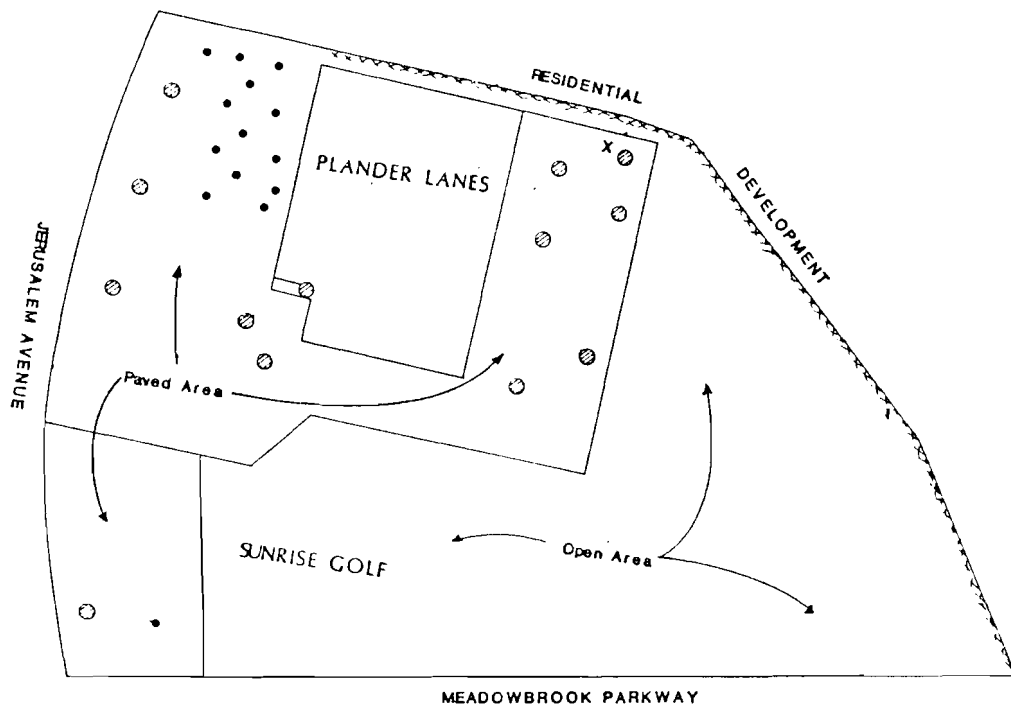 RESIDENTIAL
X
PLANDER LANES
DEVELOPMENT
JERUSALEM AVENUE
Paved Area
Open Area
SUNRISE GOLF
MEADOWBROOK PARKWAY